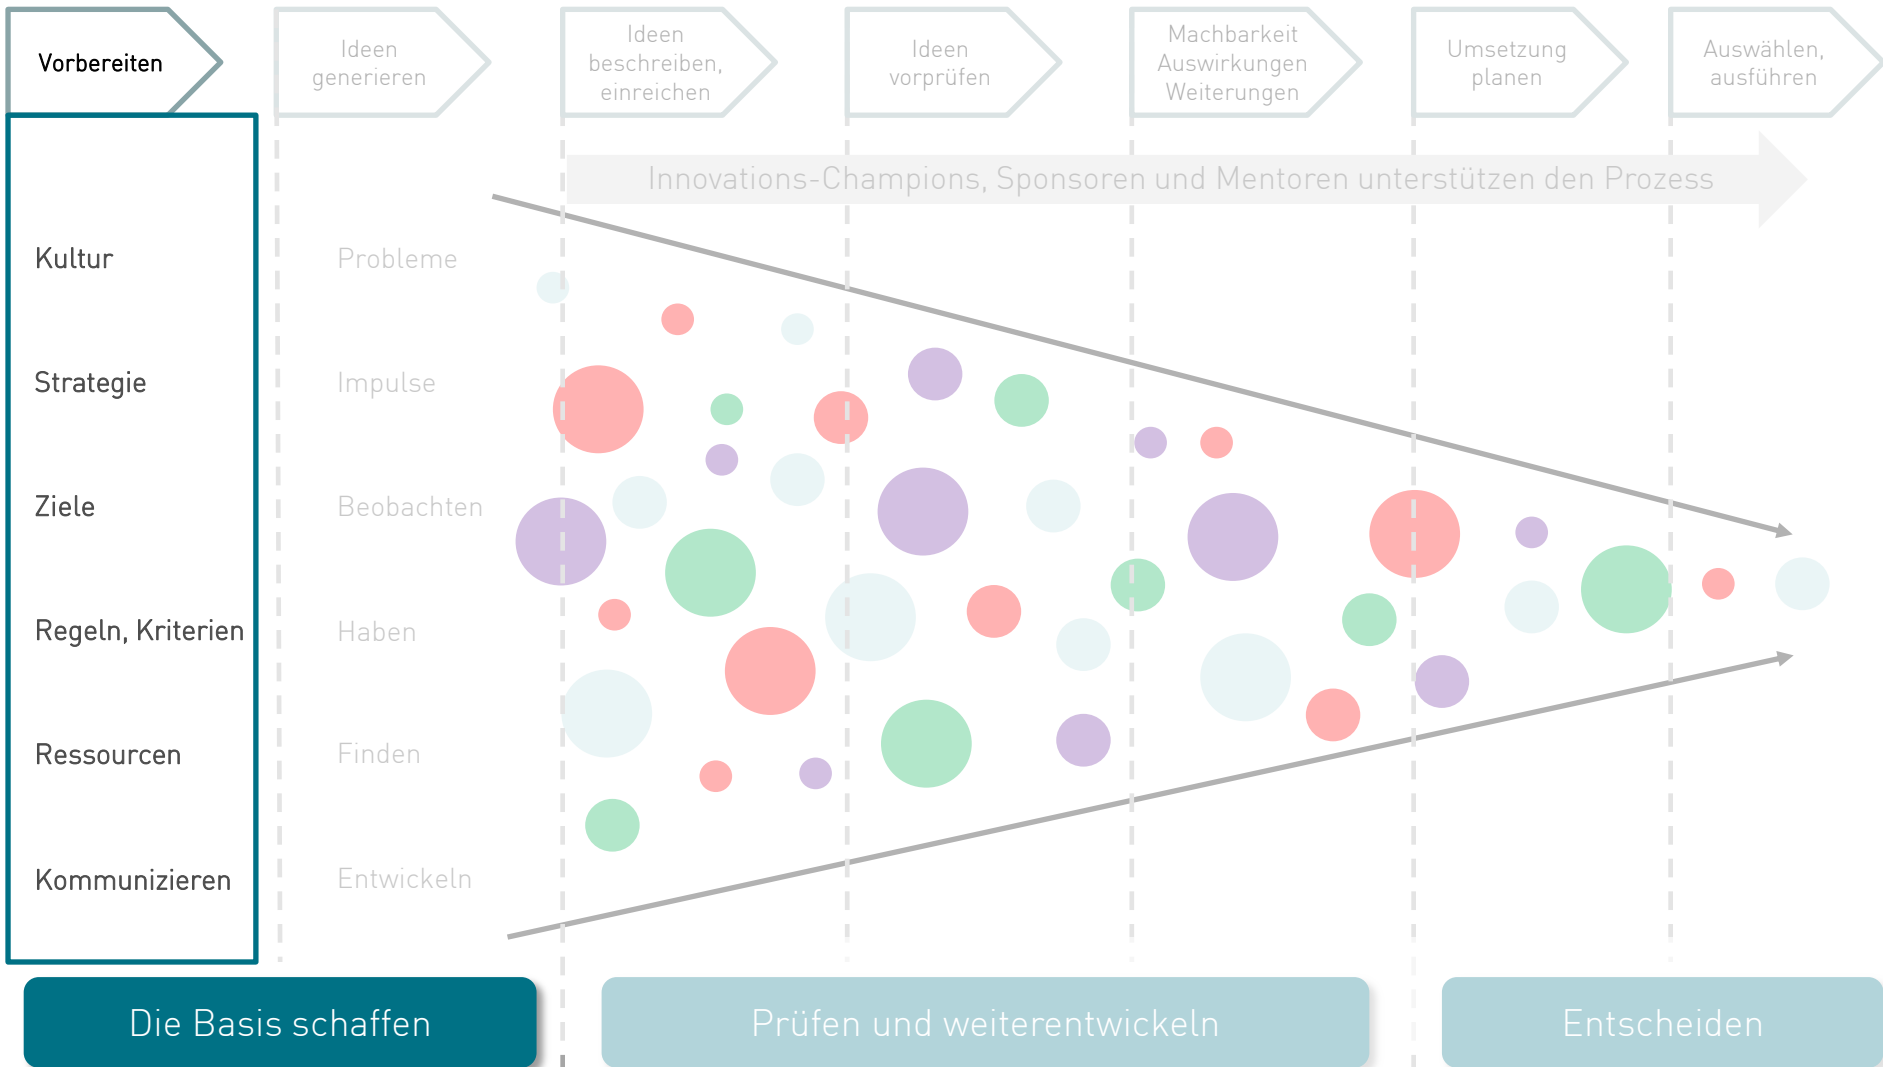 Vorbereiten
Ideen
generieren
Ideen
beschreiben,
einreichen
Ideen
vorprüfen
Machbarkeit
Auswirkungen
Weiterungen
Umsetzung
planen
Auswählen,
ausführen
Innovations-Champions, Sponsoren und Mentoren unterstützen den Prozess
Kultur
Strategie
Ziele
Regeln, Kriterien
Ressourcen
Kommunizieren
Probleme
Impulse
Beobachten
Haben
Finden
Entwickeln
Die Basis schaffen
Prüfen und weiterentwickeln
Entscheiden